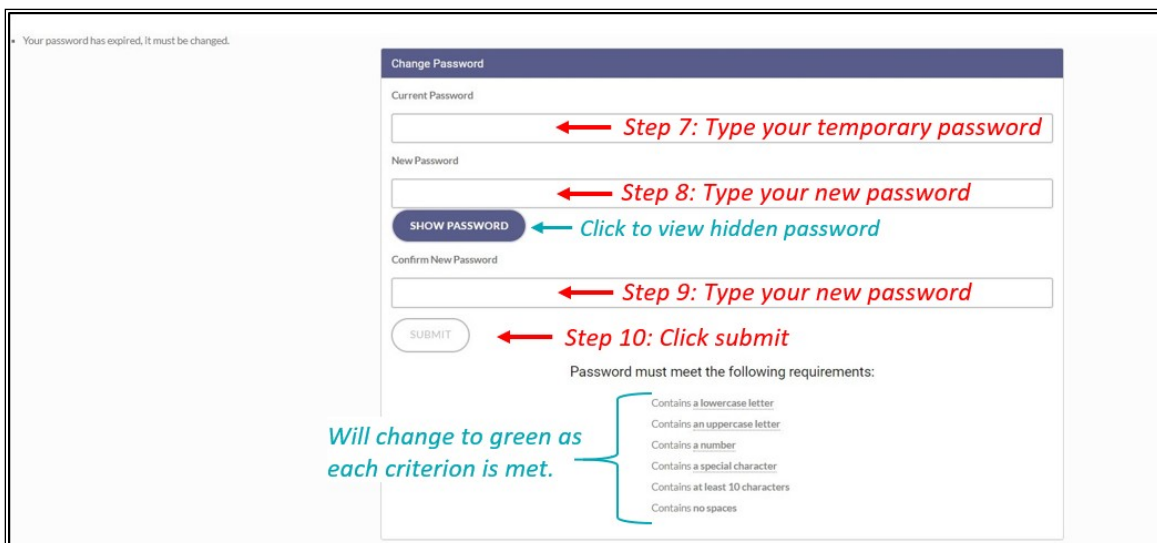 Your password has expired, it must be changed.
Change Password
Current Password
Step 7: Type your temporary password
New Password
Step 8: Type your new password
SHOW PASSWORD
Click to view hidden password
Confirm New Password
Step 9: Type your new password
SUBMIT
Step 10: Click submit
Password must meet the following requirements:
Contains a lowercase letter
Contains an uppercase letter
Contains a number
Contains a special character
Contains at least 10 characters
Contains no spaces
Will change to green as
each criterion is met.